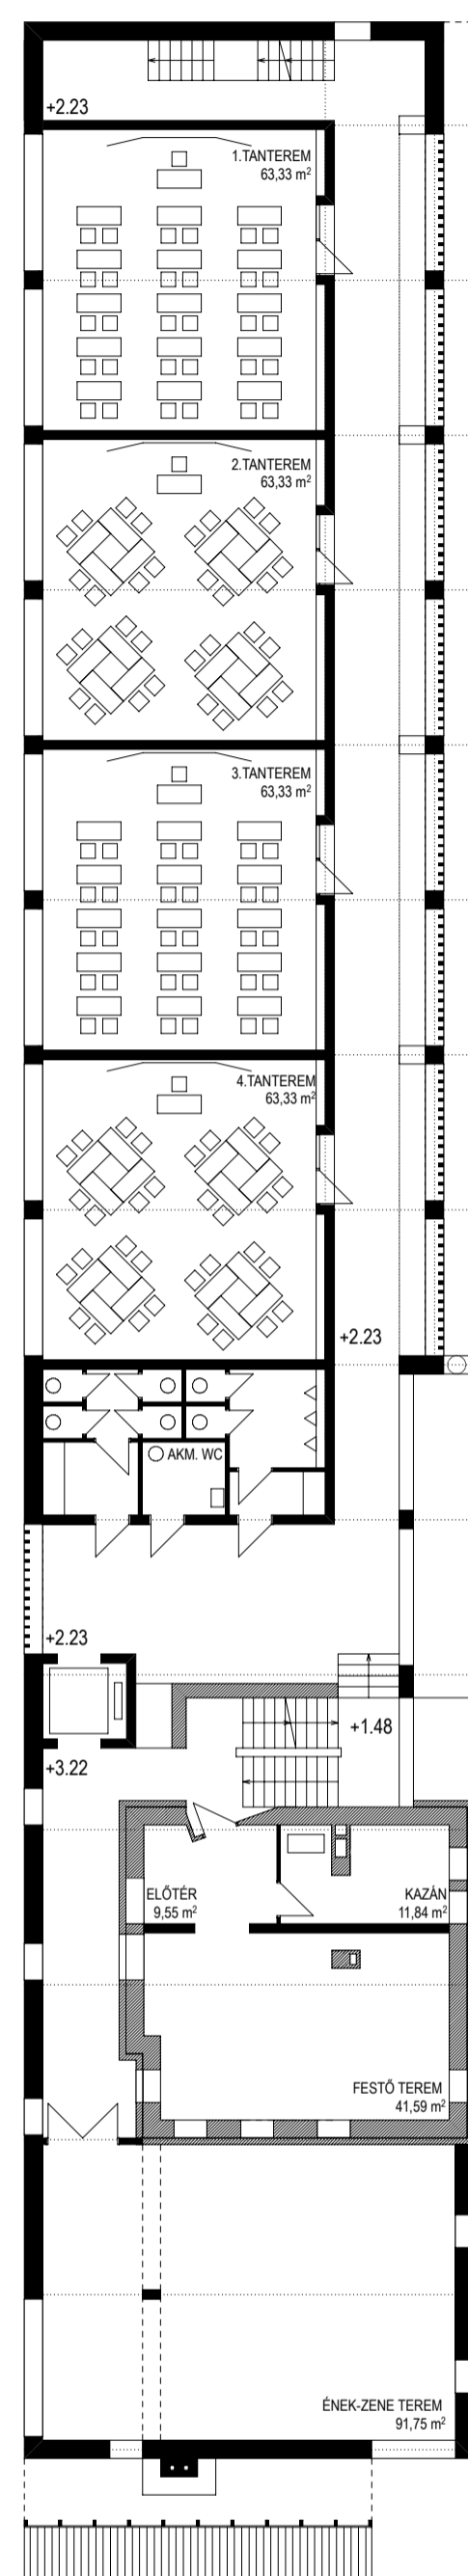 +2.23
1.TANTEREM
63,33 m²
2.TANTEREM
63,33 m²
3.TANTEREM
63,33 m²
4.TANTEREM
63,33 m²
+2.23
AKM. WC
+2.23
+1.48
+3.22
ELŐTÉR
9,55 m²
KAZÁN
11,84 m²
FESTŐ TEREM
41,59 m²
ÉNEK-ZENE TEREM
91,75 m²